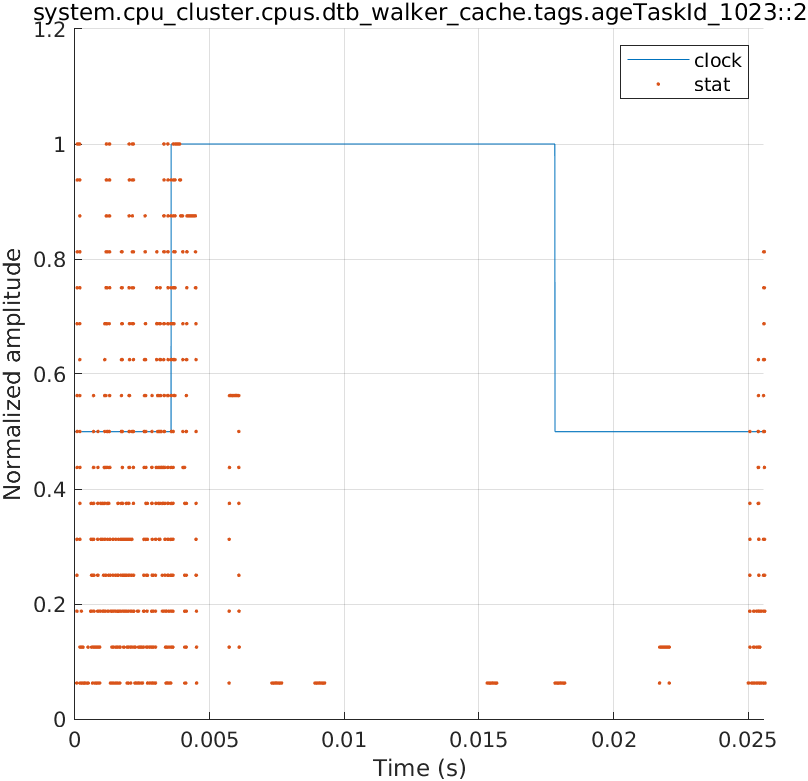 system.cpu_cluster.cpus.dtb_walker_cache.tags.ageTaskId_1023::2
1.2
clock
stat
1
0.8
Normalized amplitude
0.6
0.4
0.2
0
0 0.005 0.01 0.015 0.02 0.025
Time (s)